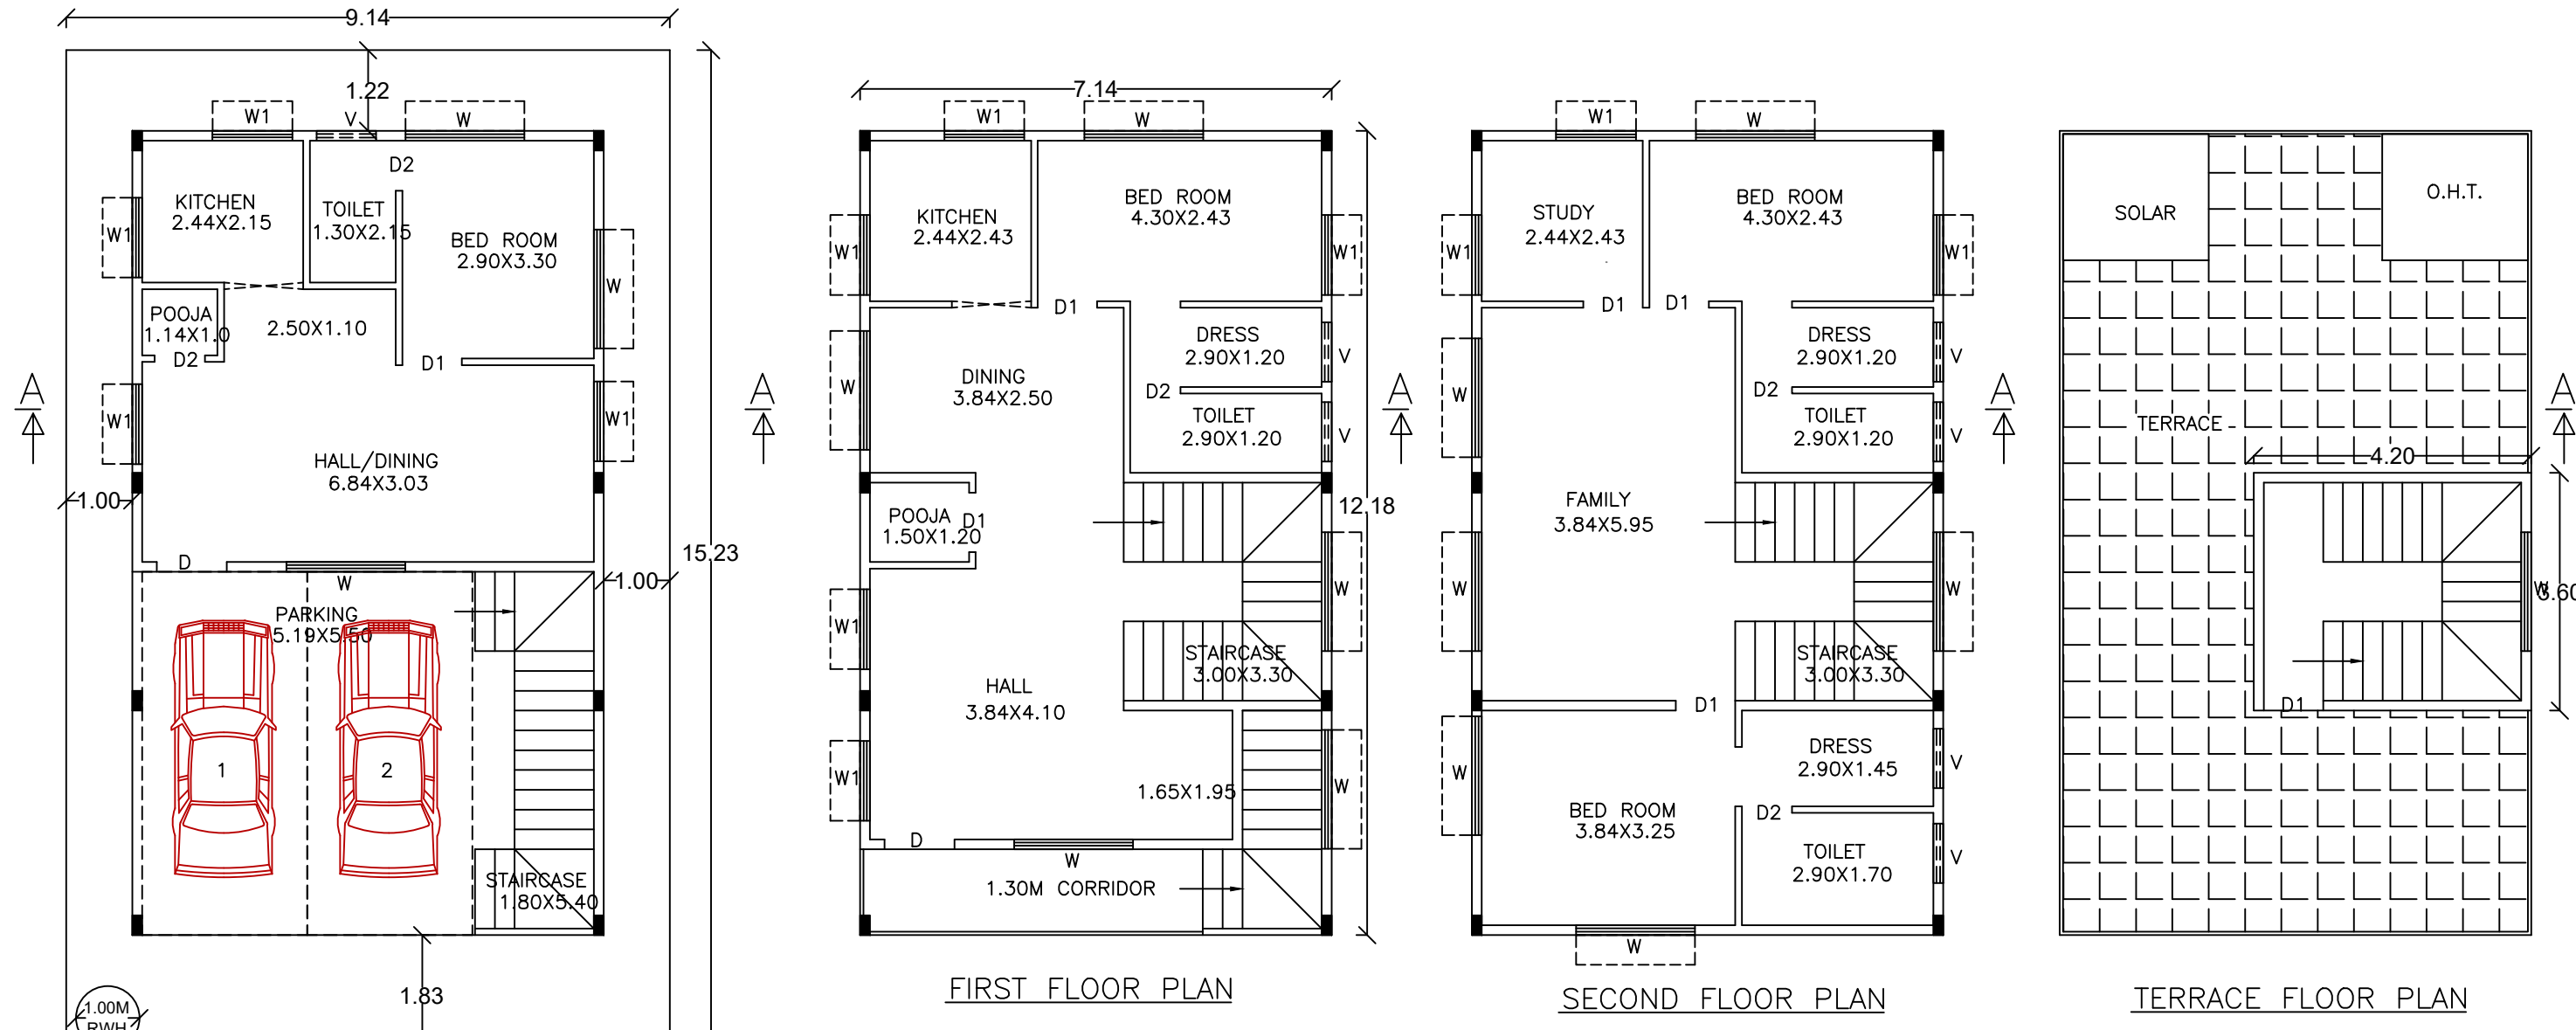 9.14
1.22
W1
V
W
D2
KITCHEN
2.44X2.15
TOILET
1.30X2.15
W1
BED ROOM
2.90X3.30
W
POOJA
1.14X1.0
2.50X1.10
D2
D1
A
W1
W1
HALL/DINING
6.84X3.03
1.00
15.23
D
W
1.00
PARKING
5.19X5.50
1
2
STAIRCASE
1.80X5.40
1.83
1.00M
RWH
7.14
W1
W
KITCHEN
2.44X2.43
BED ROOM
4.30X2.43
W1
W1
D1
DRESS
2.90X1.20
V
W
DINING
3.84X2.50
D2
A
TOILET
2.90X1.20
V
12.18
POOJA D1
1.50X1.20
W
W1
STAIRCASE
3.00X3.30
HALL
3.84X4.10
W1
1.65X1.95
W
D
W
1.30M CORRIDOR
FIRST FLOOR PLAN
W1
W
STUDY
2.44X2.43
BED ROOM
4.30X2.43
W1
W1
D1
D1
DRESS
2.90X1.20
V
A
W
D2
TOILET
2.90X1.20
V
FAMILY
3.84X5.95
W
W
STAIRCASE
3.00X3.30
D1
DRESS
2.90X1.45
V
W
BED ROOM
3.84X3.25
D2
TOILET
2.90X1.70
V
W
SECOND FLOOR PLAN
SOLAR
O.H.T.
A
A
TERRACE
4.20
W
3.60
D1
TERRACE FLOOR PLAN